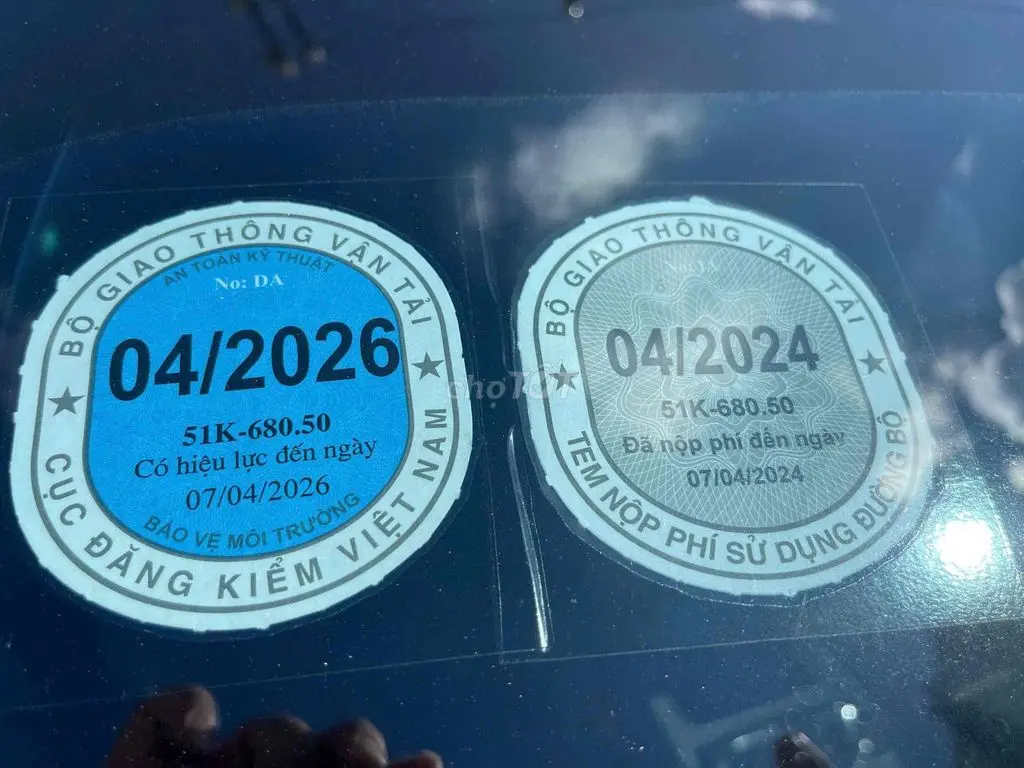 BỘ GIAO THÔNG VẬN TẢI
AN TOÀN KỸ THUẬT
No: DA
04/2026
51K-680.50
Có hiệu lực đến ngày
07/04/2026
BẢO VỆ MÔI TRƯỜNG
CỤC ĐĂNG KIỂM VIỆT NAM
BỘ GIAO THÔNG VẬN TẢI
04/2024
51K-680.50
Đã nộp phí đến ngày
07/04/2024
TEM NỘP PHÍ SỬ DỤNG ĐƯỜNG BỘ
chợTỐT